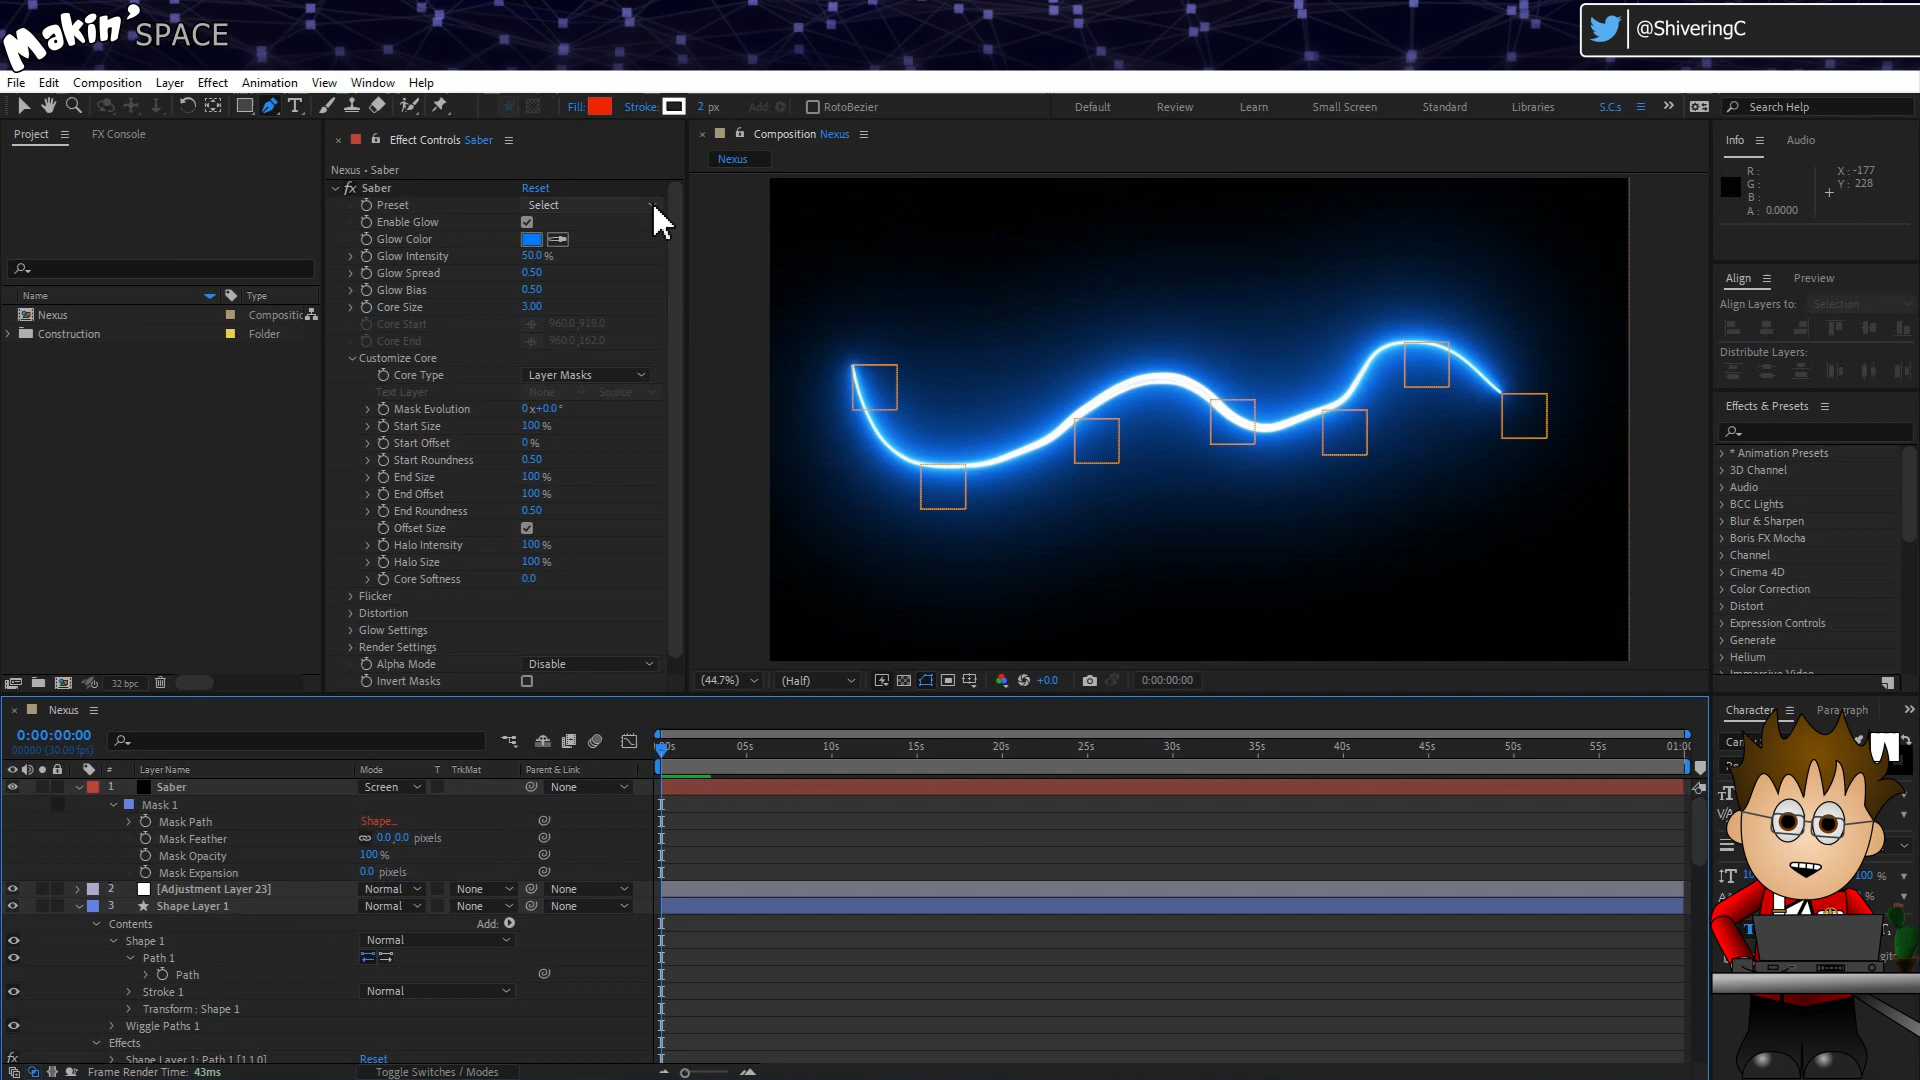 Makin' SPACE
@ShiveringC
File Edit Composition Layer Effect Animation View Window Help
Fill: Stroke: 2 px Add: RotoBezier Default Review Learn Small Screen Standard Libraries S.C.s Search Help
Project FX Console
Name Type
Nexus
Construction Folder
32 bpc
Effect Controls Saber
Nexus • Saber
Saber Reset
Preset Select
Enable Glow
Glow Color
Glow Intensity 50.0 %
Glow Spread 0.50
Glow Bias 0.50
Core Size 3.00
Core Start 960.0,918.0
Core End 960.0,162.0
Customize Core
Core Type Layer Masks
Text Layer None Source
Mask Evolution 0 x+0.0 °
Start Size 100 %
Start Offset 0 %
Start Roundness 0.50
End Size 100 %
End Offset 100 %
End Roundness 0.50
Offset Size
Halo Intensity 100 %
Halo Size 100 %
Core Softness 0.0
Flicker
Distortion
Glow Settings
Render Settings
Alpha Mode Disable
Invert Masks
Composition Nexus
Nexus
(44.7%) (Half) +0.0 0:00:00:00
Info Audio
R: X: -177
G: Y: 228
B:
A: 0.0000
Align Preview
Align Layers to: Selection
Distribute Layers:
Effects & Presets
* Animation Presets
3D Channel
Audio
BCC Lights
Blur & Sharpen
Boris FX Mocha
Channel
Cinema 4D
Color Correction
Distort
Expression Controls
Generate
Helium
Immersive Video
Character Paragraph
100 %
Nexus
0:00:00:00
00000 (30.00 fps)
:00s 05s 10s 15s 20s 25s 30s 35s 40s 45s 50s 55s 01:00
# Layer Name Mode T TrkMat Parent & Link
1 Saber Screen None
Mask 1
Mask Path Shape...
Mask Feather 0.0,0.0 pixels
Mask Opacity 100 %
Mask Expansion 0.0 pixels
2 [Adjustment Layer 23] Normal None None
3 Shape Layer 1 Normal None None
Contents Add:
Shape 1 Normal
Path 1
Path
Stroke 1 Normal
Transform : Shape 1
Wiggle Paths 1
Effects
fx Shape Layer 1: Path 1 [1.1.0] Reset
Frame Render Time: 43ms Toggle Switches / Modes